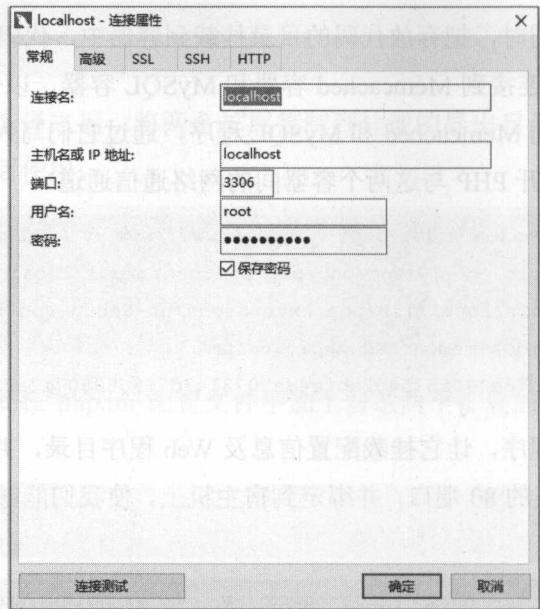 localhost - 连接属性
常规 高级 SSL SSH HTTP
连接名: localhost
主机名或 IP 地址: localhost
端口: 3306
用户名: root
密码: ●●●●●●●●●●
保存密码
连接测试 确定 取消